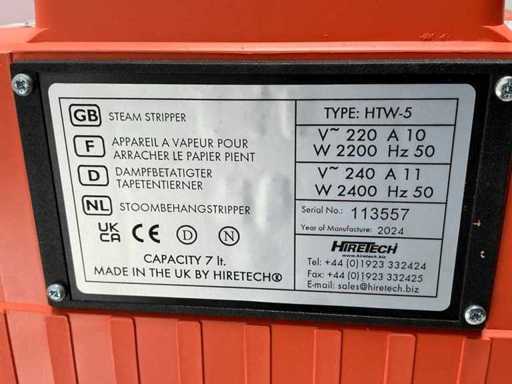 GB STEAM STRIPPER
F APPAREIL A VAPEUR POUR
ARRACHER LE PAPIER PIENT
D DAMPFBETATIGTER
TAPETENTIERNER
NL STOOMBEHANGSTRIPPER
UK
CA CE D N
CAPACITY 7 lt.
MADE IN THE UK BY HIRETECH®
TYPE: HTW-5
V~ 220 A 10
W 2200 Hz 50
V~ 240 A 11
W 2400 Hz 50
Serial No.: 113557
Year of Manufacture: 2024
HIRETECH
www.hiretech.biz
Tel: +44 (0)1923 332424
Fax: +44 (0)1923 332425
E-mail: sales@hiretech.biz